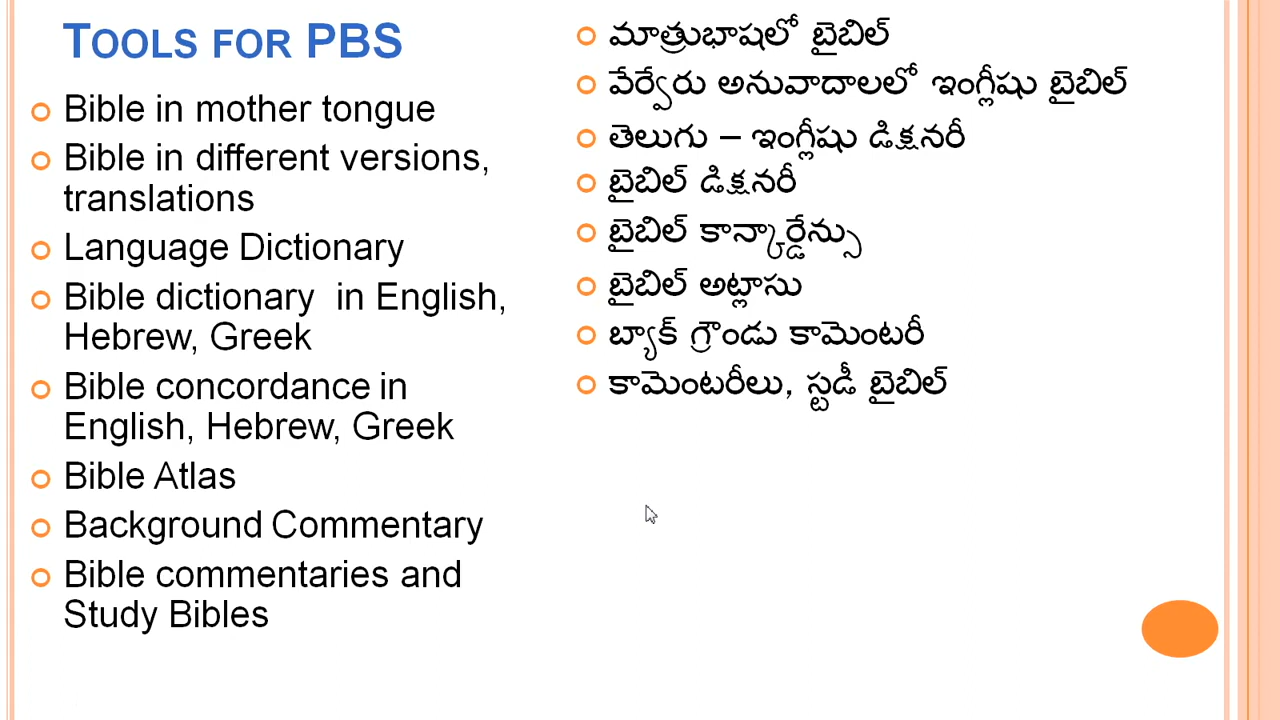 TOOLS FOR PBS
Bible in mother tongue
Bible in different versions,
translations
Language Dictionary
Bible dictionary in English,
Hebrew, Greek
Bible concordance in
English, Hebrew, Greek
Bible Atlas
Background Commentary
Bible commentaries and
Study Bibles
మాత్రుభాషలో బైబిల్
వేర్వేరు అనువాదాలలో ఇంగ్లీషు బైబిల్
తెలుగు – ఇంగ్లీషు డిక్షనరీ
బైబిల్ డిక్షనరీ
బైబిల్ కాన్కార్డేన్సు
బైబిల్ అట్లాసు
బ్యాక్ గ్రౌండు కామెంటరీ
కామెంటరీలు, స్టడీ బైబిల్